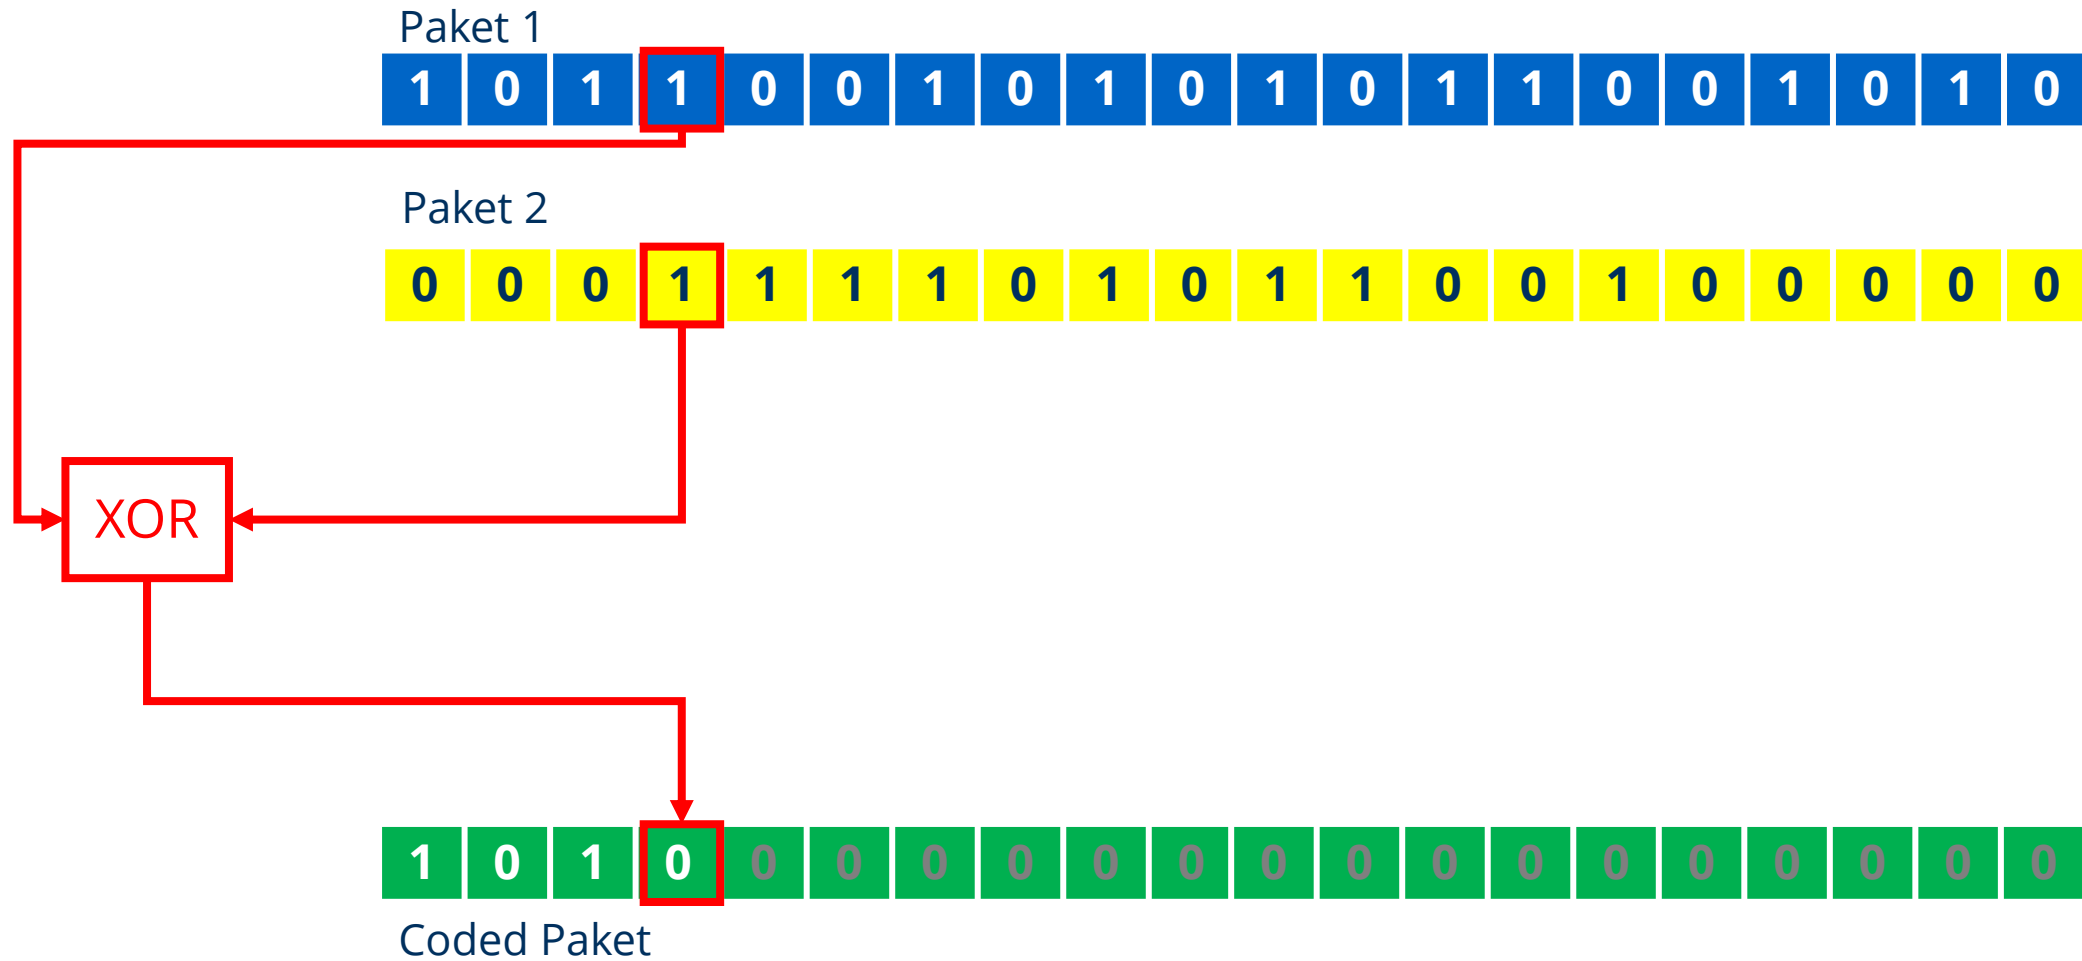 Paket 1
1 0 1 1 0 0 1 0 1 0 1 0 1 1 0 0 1 0 1 0
Paket 2
0 0 0 1 1 1 1 0 1 0 1 1 0 0 1 0 0 0 0 0
XOR
1 0 1 0 0 0 0 0 0 0 0 0 0 0 0 0 0 0 0 0
Coded Paket